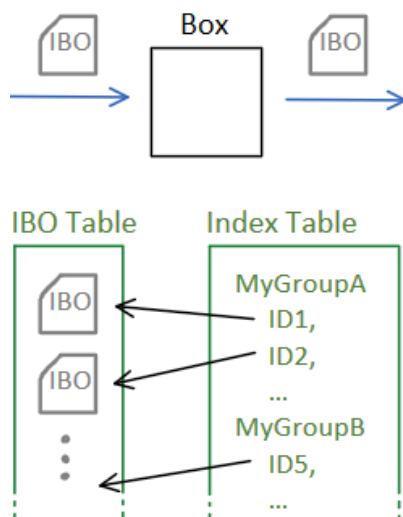 Box
IBO
IBO
IBO Table
Index Table
IBO
IBO
MyGroupA
ID1,
ID2,
...
MyGroupB
ID5,
...